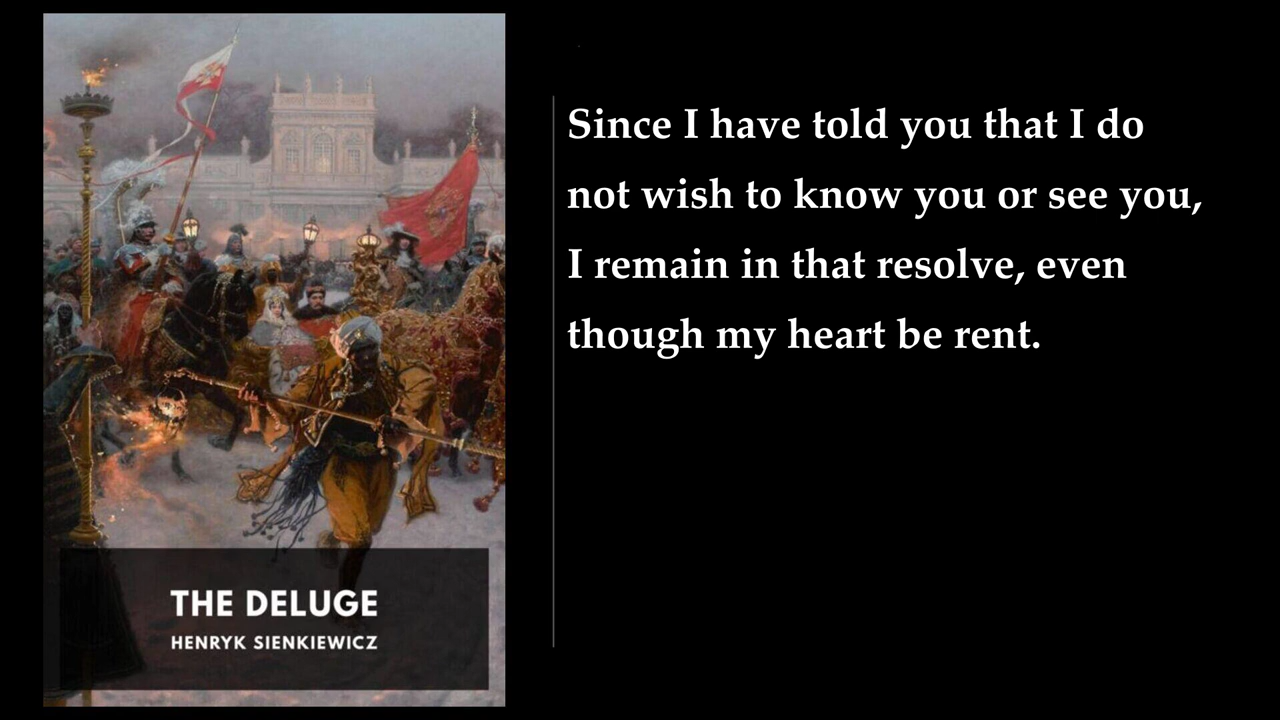 Since I have told you that I do
not wish to know you or see you,
I remain in that resolve, even
though my heart be rent.
THE DELUGE
HENRYK SIENKIEWICZ